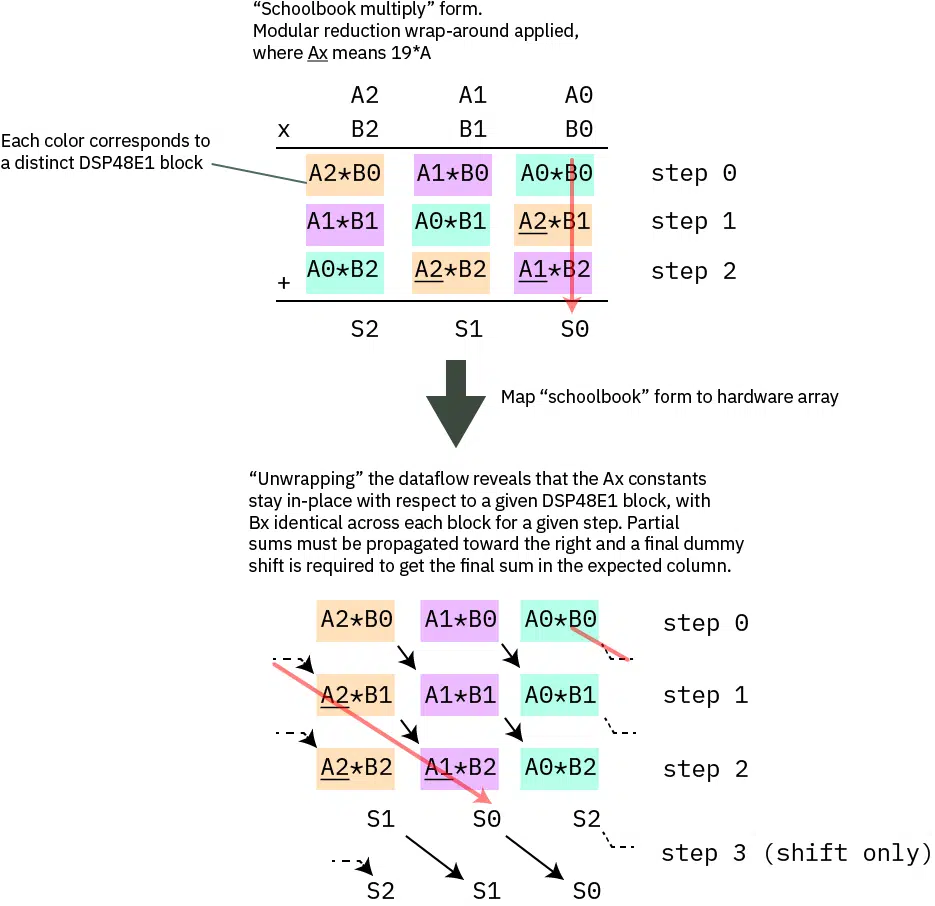 “Schoolbook multiply” form.
Modular reduction wrap-around applied,
where Ax means 19*A
A2 A1 A0
x B2 B1 B0
Each color corresponds to
a distinct DSP48E1 block
A2*B0 A1*B0 A0*B0 step 0
A1*B1 A0*B1 A2*B1 step 1
A0*B2 A2*B2 A1*B2 step 2
+
S2 S1 S0
Map “schoolbook” form to hardware array
“Unwrapping” the dataflow reveals that the Ax constants
stay in-place with respect to a given DSP48E1 block, with
Bx identical across each block for a given step. Partial
sums must be propagated toward the right and a final dummy
shift is required to get the final sum in the expected column.
A2*B0 A1*B0 A0*B0 step 0
A2*B1 A1*B1 A0*B1 step 1
A2*B2 A1*B2 A0*B2 step 2
S1 S0 S2
step 3 (shift only)
S2 S1 S0